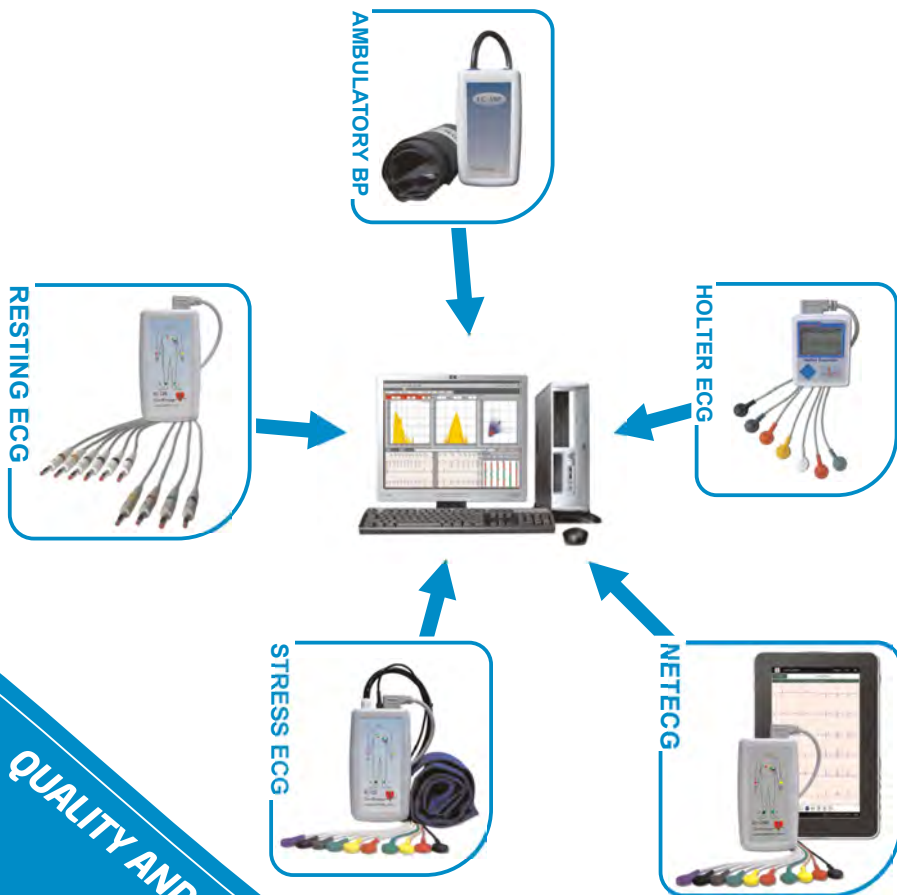 AMBULATORY BP
RESTING ECG
HOLTER ECG
STRESS ECG
NETECG
QUALITY AND